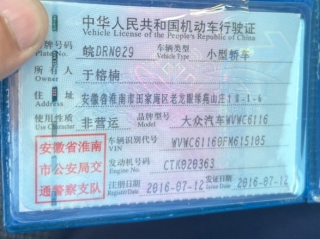 中华人民共和国机动车行驶证
Vehicle License of the People's Republic of China
号牌号码 皖DRN029 车辆类型 小型轿车
Plate No. Vehicle Type
所有人 于榕楠
Owner
住址 安徽省淮南市田家庵区老龙眼绿苑山庄
Address
使用性质 非营运 品牌型号 大众汽车WVWC6116
Use Character Model
安徽省淮南
市公安局交
通警察支队
车辆识别代号
VIN
发动机号码 CTK020363
Engine No.
注册日期 2016-07-12 发证日期 2016-07-12
Register Date Issue Date